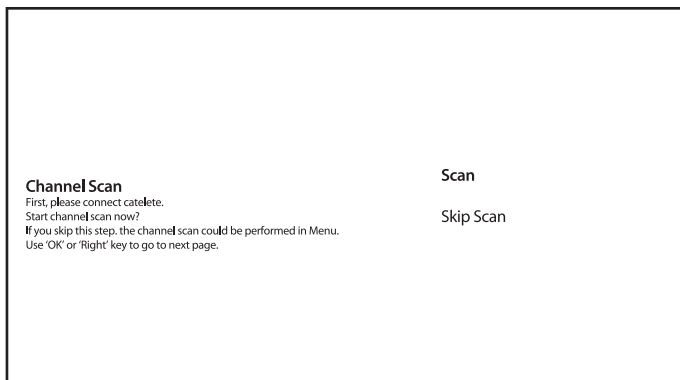 Channel Scan
First, please connect catelete.
Start channel scan now?
If you skip this step. the channel scan could be performed in Menu.
Use ‘OK’ or ‘Right’ key to go to next page.
Scan
Skip Scan